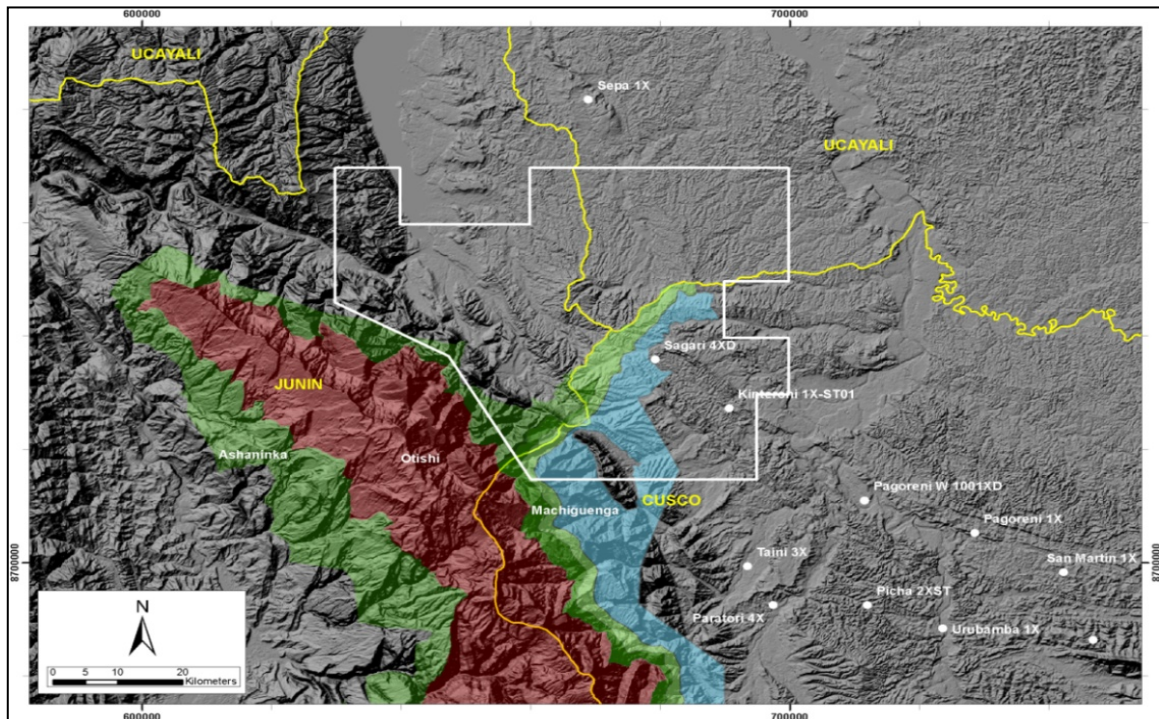 600000
700000
UCAYALI
Sepa 1X
UCAYALI
Sagari 4XD
JUNIN
Kinteroni 1X-ST01
Ashaninka
Otishi
CUSCO
Machiguenga
Pagoreni W 1001XD
Pagoreni 1X
Taini 3X
San Martin 1X
8700000
8700000
Picha 2XST
Paratori 4X
Urubamba 1X
N
0 5 10 20
Kilometers
600000
700000